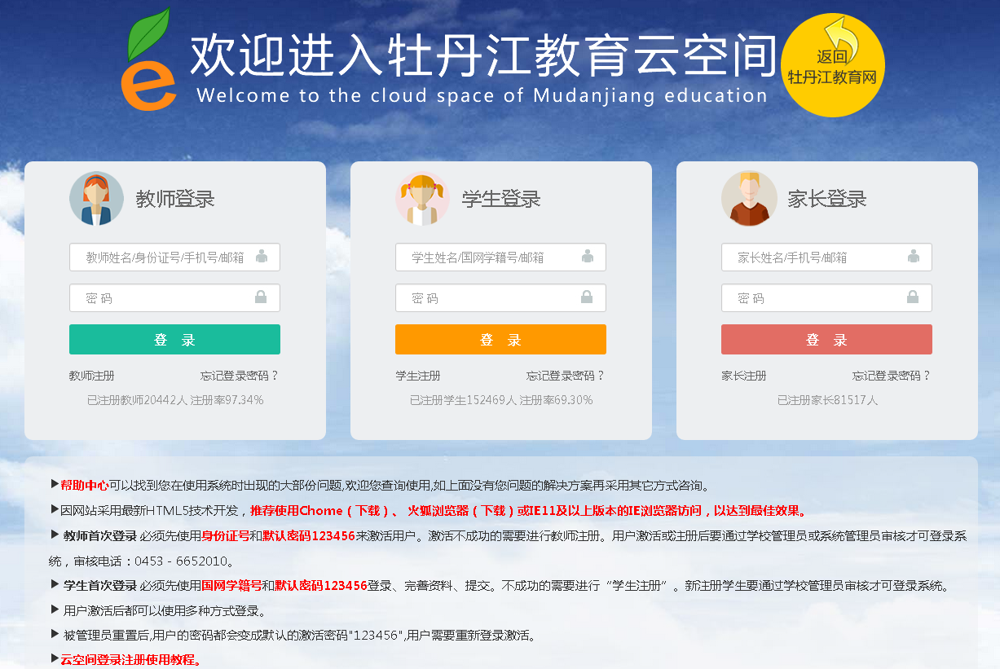 欢迎进入牡丹江教育云空间
Welcome to the cloud space of Mudanjiang education
返回
牡丹江教育网
教师登录
教师姓名/身份证号/手机号/邮箱
密 码
登 录
教师注册 忘记登录密码？
已注册教师20442人 注册率97.34%
学生登录
学生姓名/国网学籍号/邮箱
密 码
登 录
学生注册 忘记登录密码？
已注册学生152469人 注册率69.30%
家长登录
家长姓名/手机号/邮箱
密 码
登 录
家长注册 忘记登录密码？
已注册家长81517人
帮助中心可以找到您在使用系统时出现的大部份问题,欢迎您查询使用,如上面没有您问题的解决方案再采用其它方式咨询。
因网站采用最新HTML5技术开发，推荐使用Chome（下载）、 火狐浏览器（下载）或IE11及以上版本的IE浏览器访问，以达到最佳效果。
教师首次登录 必须先使用身份证号和默认密码123456来激活用户。激活不成功的需要进行教师注册。用户激活或注册后要通过学校管理员或系统管理员审核才可登录系
统，审核电话：0453－6652010。
学生首次登录 必须先使用国网学籍号和默认密码123456登录、完善资料、提交。不成功的需要进行“学生注册”。新注册学生要通过学校管理员审核才可登录系统。
用户激活后都可以使用多种方式登录。
被管理员重置后,用户的密码都会变成默认的激活密码"123456",用户需要重新登录激活。
云空间登录注册使用教程。